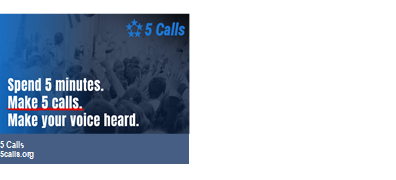 5 Calls
Spend 5 minutes.
Make 5 calls.
Make your voice heard.
5 Calls
5calls.org